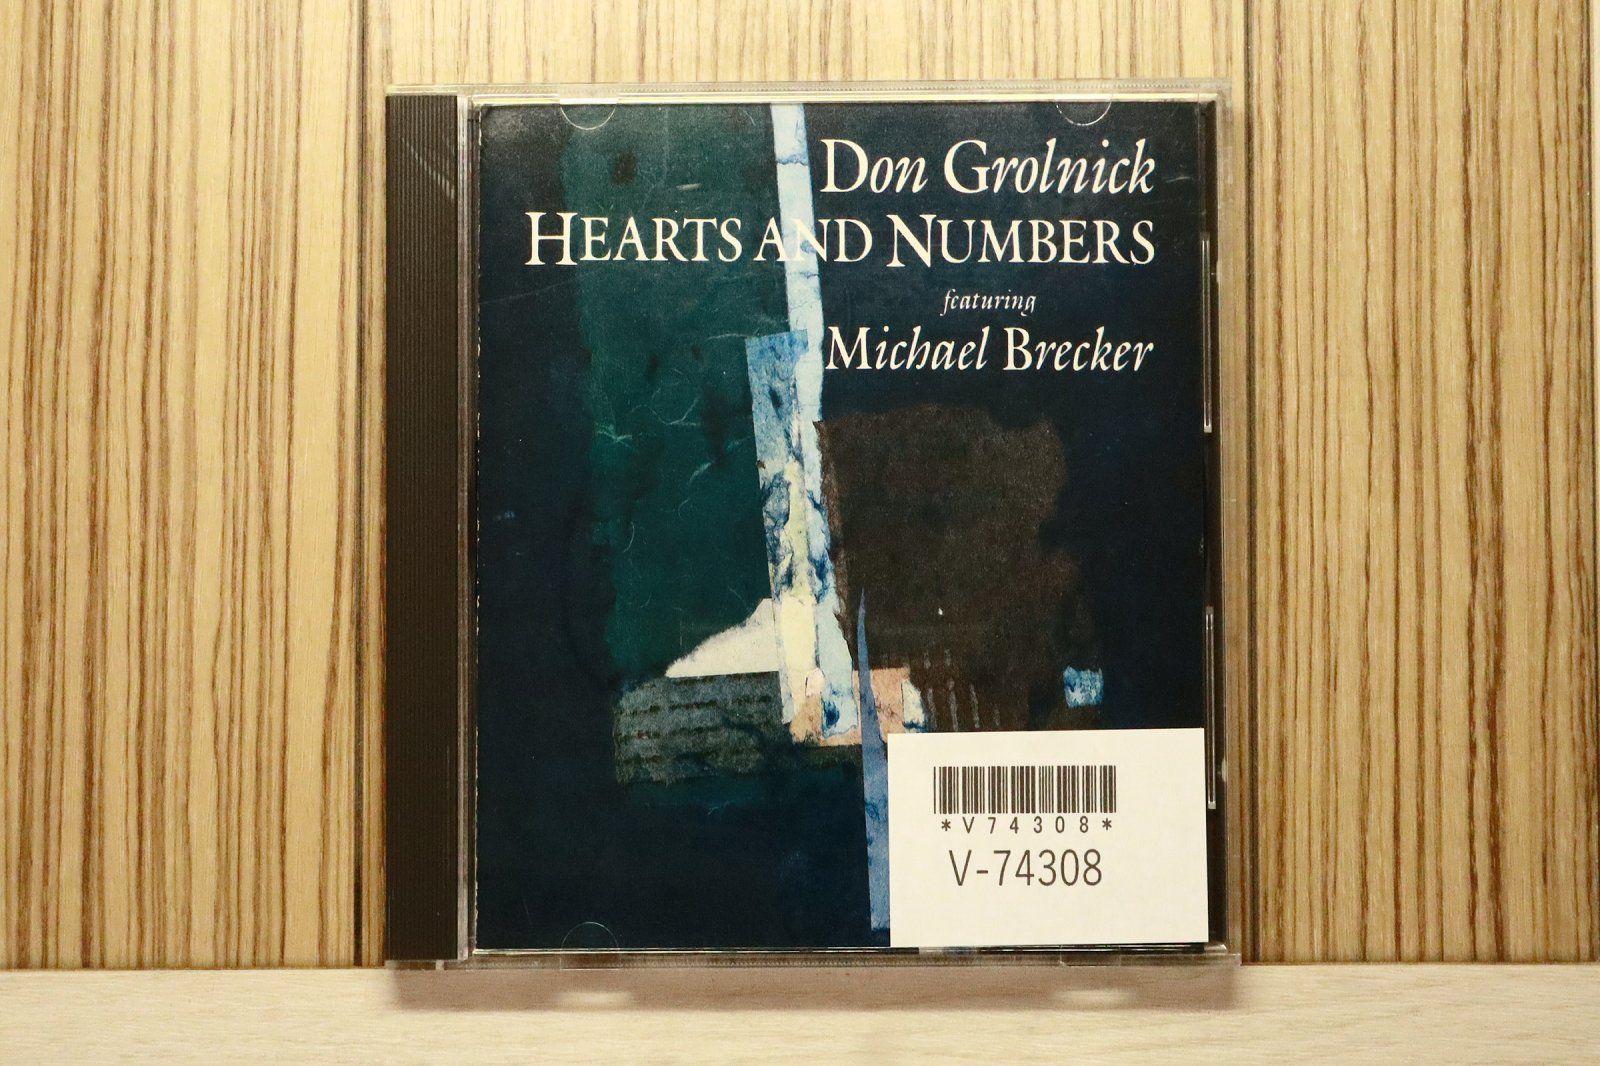 Don Grolnick
HEARTS AND NUMBERS
featuring
Michael Brecker
*V74308*
V-74308